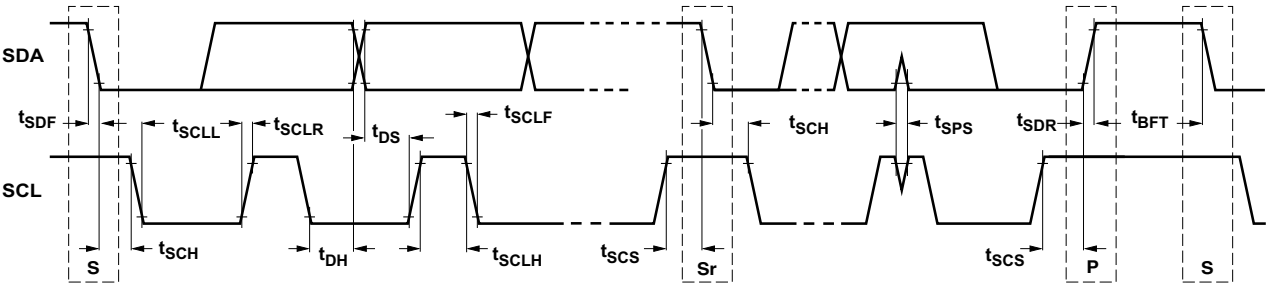 SDA
tSDF
tSCLL
tSCLR
tDS
tSCLF
tSCH
tSPS
tSDR
tBFT
SCL
tSCH
tDH
tSCLH
tSCS
tSCS
S
Sr
P
S